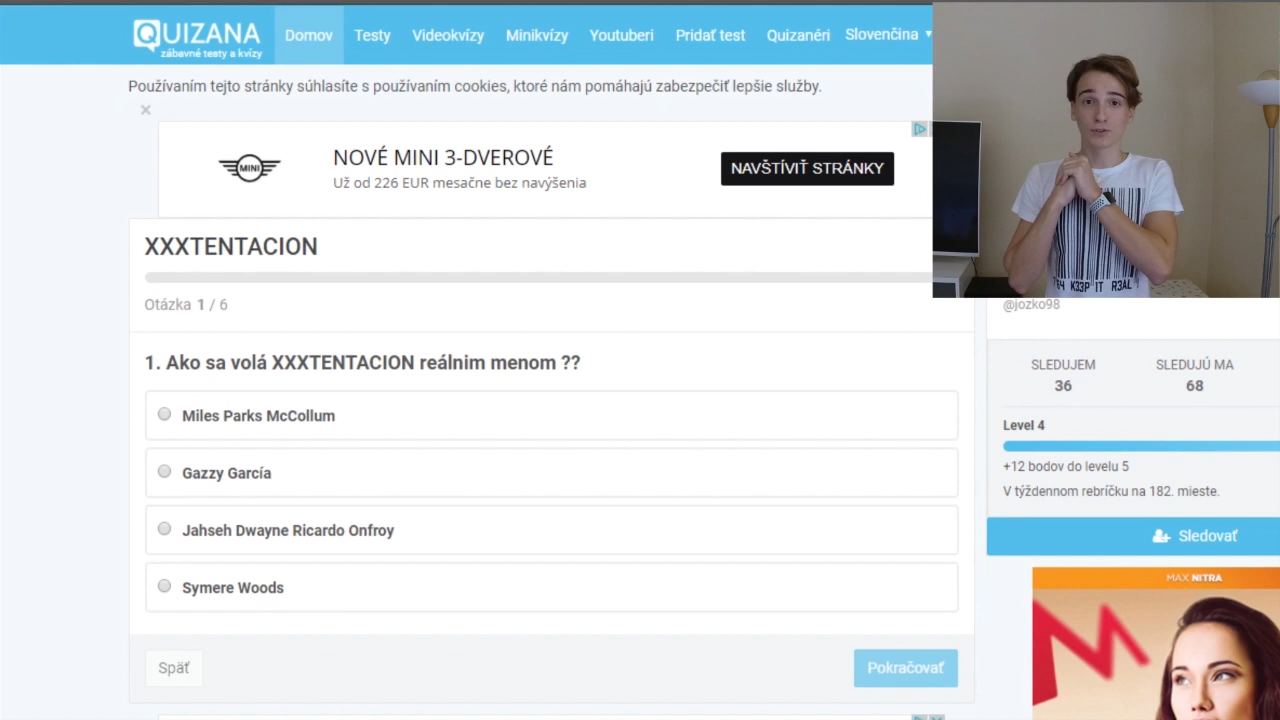 QUIZANA
zábavné testy a kvízy
Domov
Testy
Videokvízy
Minikvízy
Youtuberi
Pridať test
Quizanéri
Slovenčina
Používaním tejto stránky súhlasíte s používaním cookies, ktoré nám pomáhajú zabezpečiť lepšie služby.
MINI
NOVÉ MINI 3-DVEROVÉ
Už od 226 EUR mesačne bez navýšenia
NAVŠTÍVIŤ STRÁNKY
K33P IT R3AL
XXXTENTACION
Otázka 1 / 6
@jozko98
1. Ako sa volá XXXTENTACION reálnim menom ??
Miles Parks McCollum
Gazzy García
Jahseh Dwayne Ricardo Onfroy
Symere Woods
Späť
Pokračovať
SLEDUJEM
36
SLEDUJÚ MA
68
Level 4
+12 bodov do levelu 5
V týždennom rebríčku na 182. mieste.
Sledovať
MAX NITRA